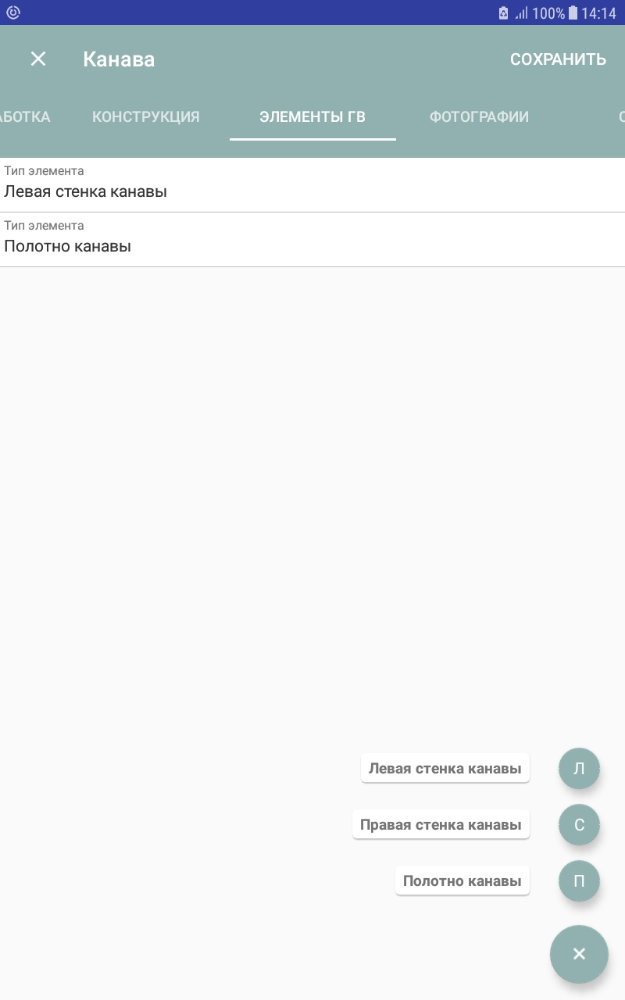 100% 14:14
Канава
СОХРАНИТЬ
АБОТКА КОНСТРУКЦИЯ ЭЛЕМЕНТЫ ГВ ФОТОГРАФИИ
Тип элемента
Левая стенка канавы
Тип элемента
Полотно канавы
Левая стенка канавы Л
Правая стенка канавы С
Полотно канавы П